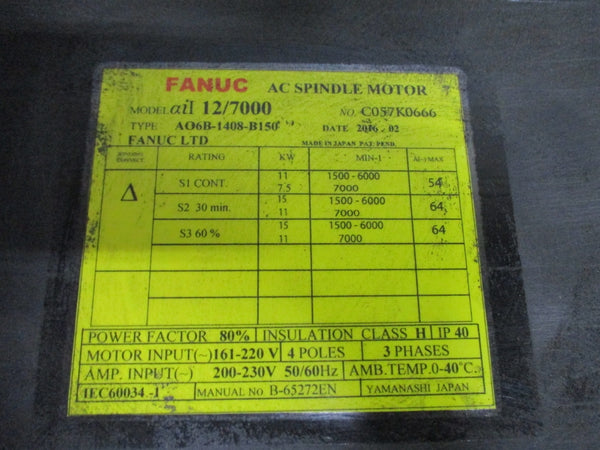 FANUC AC SPINDLE MOTOR
MODEL αiI 12/7000 NO. C057K0666
TYPE AO6B-1408-B150 DATE 2016.02
FANUC LTD MADE IN JAPAN PAT. PEND.
RATING KW MIN-1 A(~) MAX
Δ S1 CONT. 11 1500 - 6000 54
7.5 7000
S2 30 min. 15 1500 - 6000 64
11 7000
S3 60 % 15 1500 - 6000 64
11 7000
POWER FACTOR 80% INSULATION CLASS H IP 40
MOTOR INPUT(~) 161-220 V 4 POLES 3 PHASES
AMP. INPUT(~) 200-230V 50/60Hz AMB.TEMP.0-40°C
IEC60034 -1 MANUAL NO B-65272EN YAMANASHI JAPAN